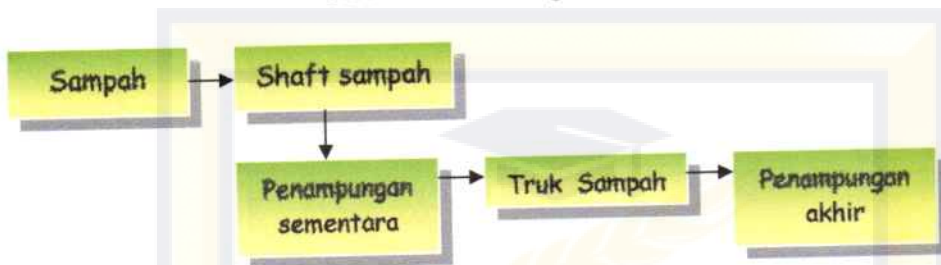 Sampah
Shaft sampah
Penampungan
sementara
Truk Sampah
Penampungan
akhir